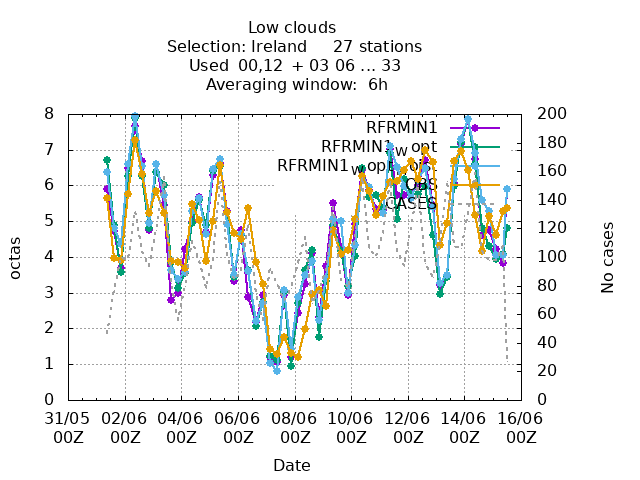 Low clouds
Selection: Ireland 27 stations
Used 00,12 + 03 06 ... 33
Averaging window: 6h
octas
No cases
8
7
6
5
4
3
2
1
0
200
180
160
140
120
100
80
60
40
20
0
RFRMIN1
RFRMIN1_w opt
RFRMIN1_w opt
OBS
CASES
31/05 02/06 04/06 06/06 08/06 10/06 12/06 14/06 16/06
00Z 00Z 00Z 00Z 00Z 00Z 00Z 00Z 00Z
Date